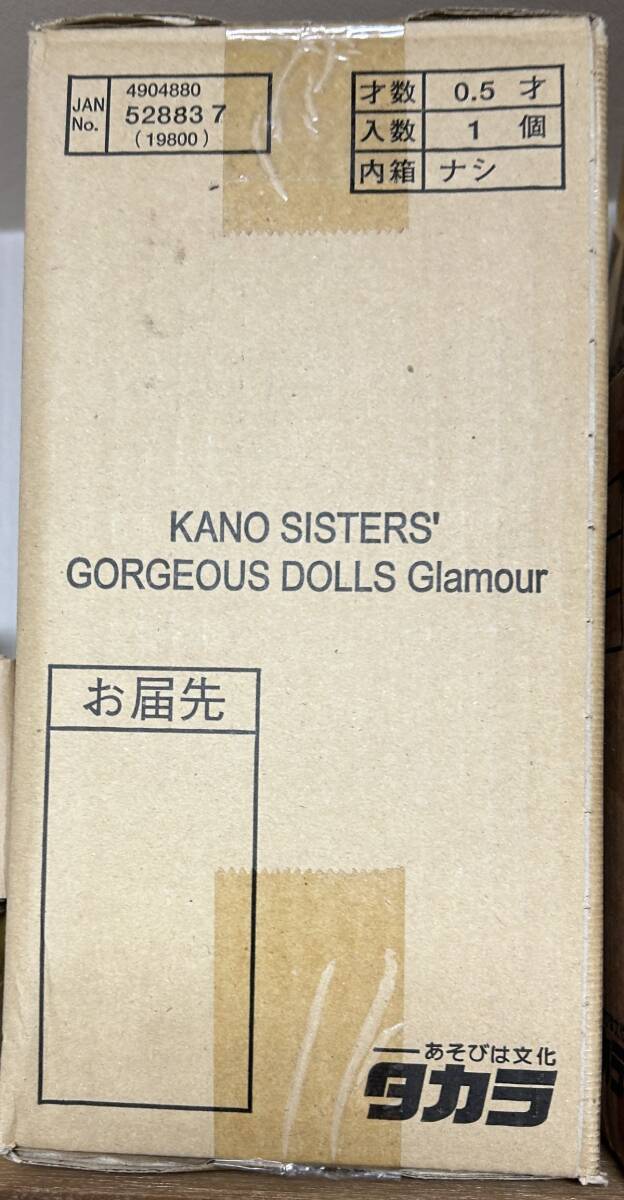 JAN No.
4904880
52883 7
(19800)
才数 0.5 才
入数 1 個
内箱 ナシ
KANO SISTERS'
GORGEOUS DOLLS Glamour
お届先
あそびは文化
タカラ